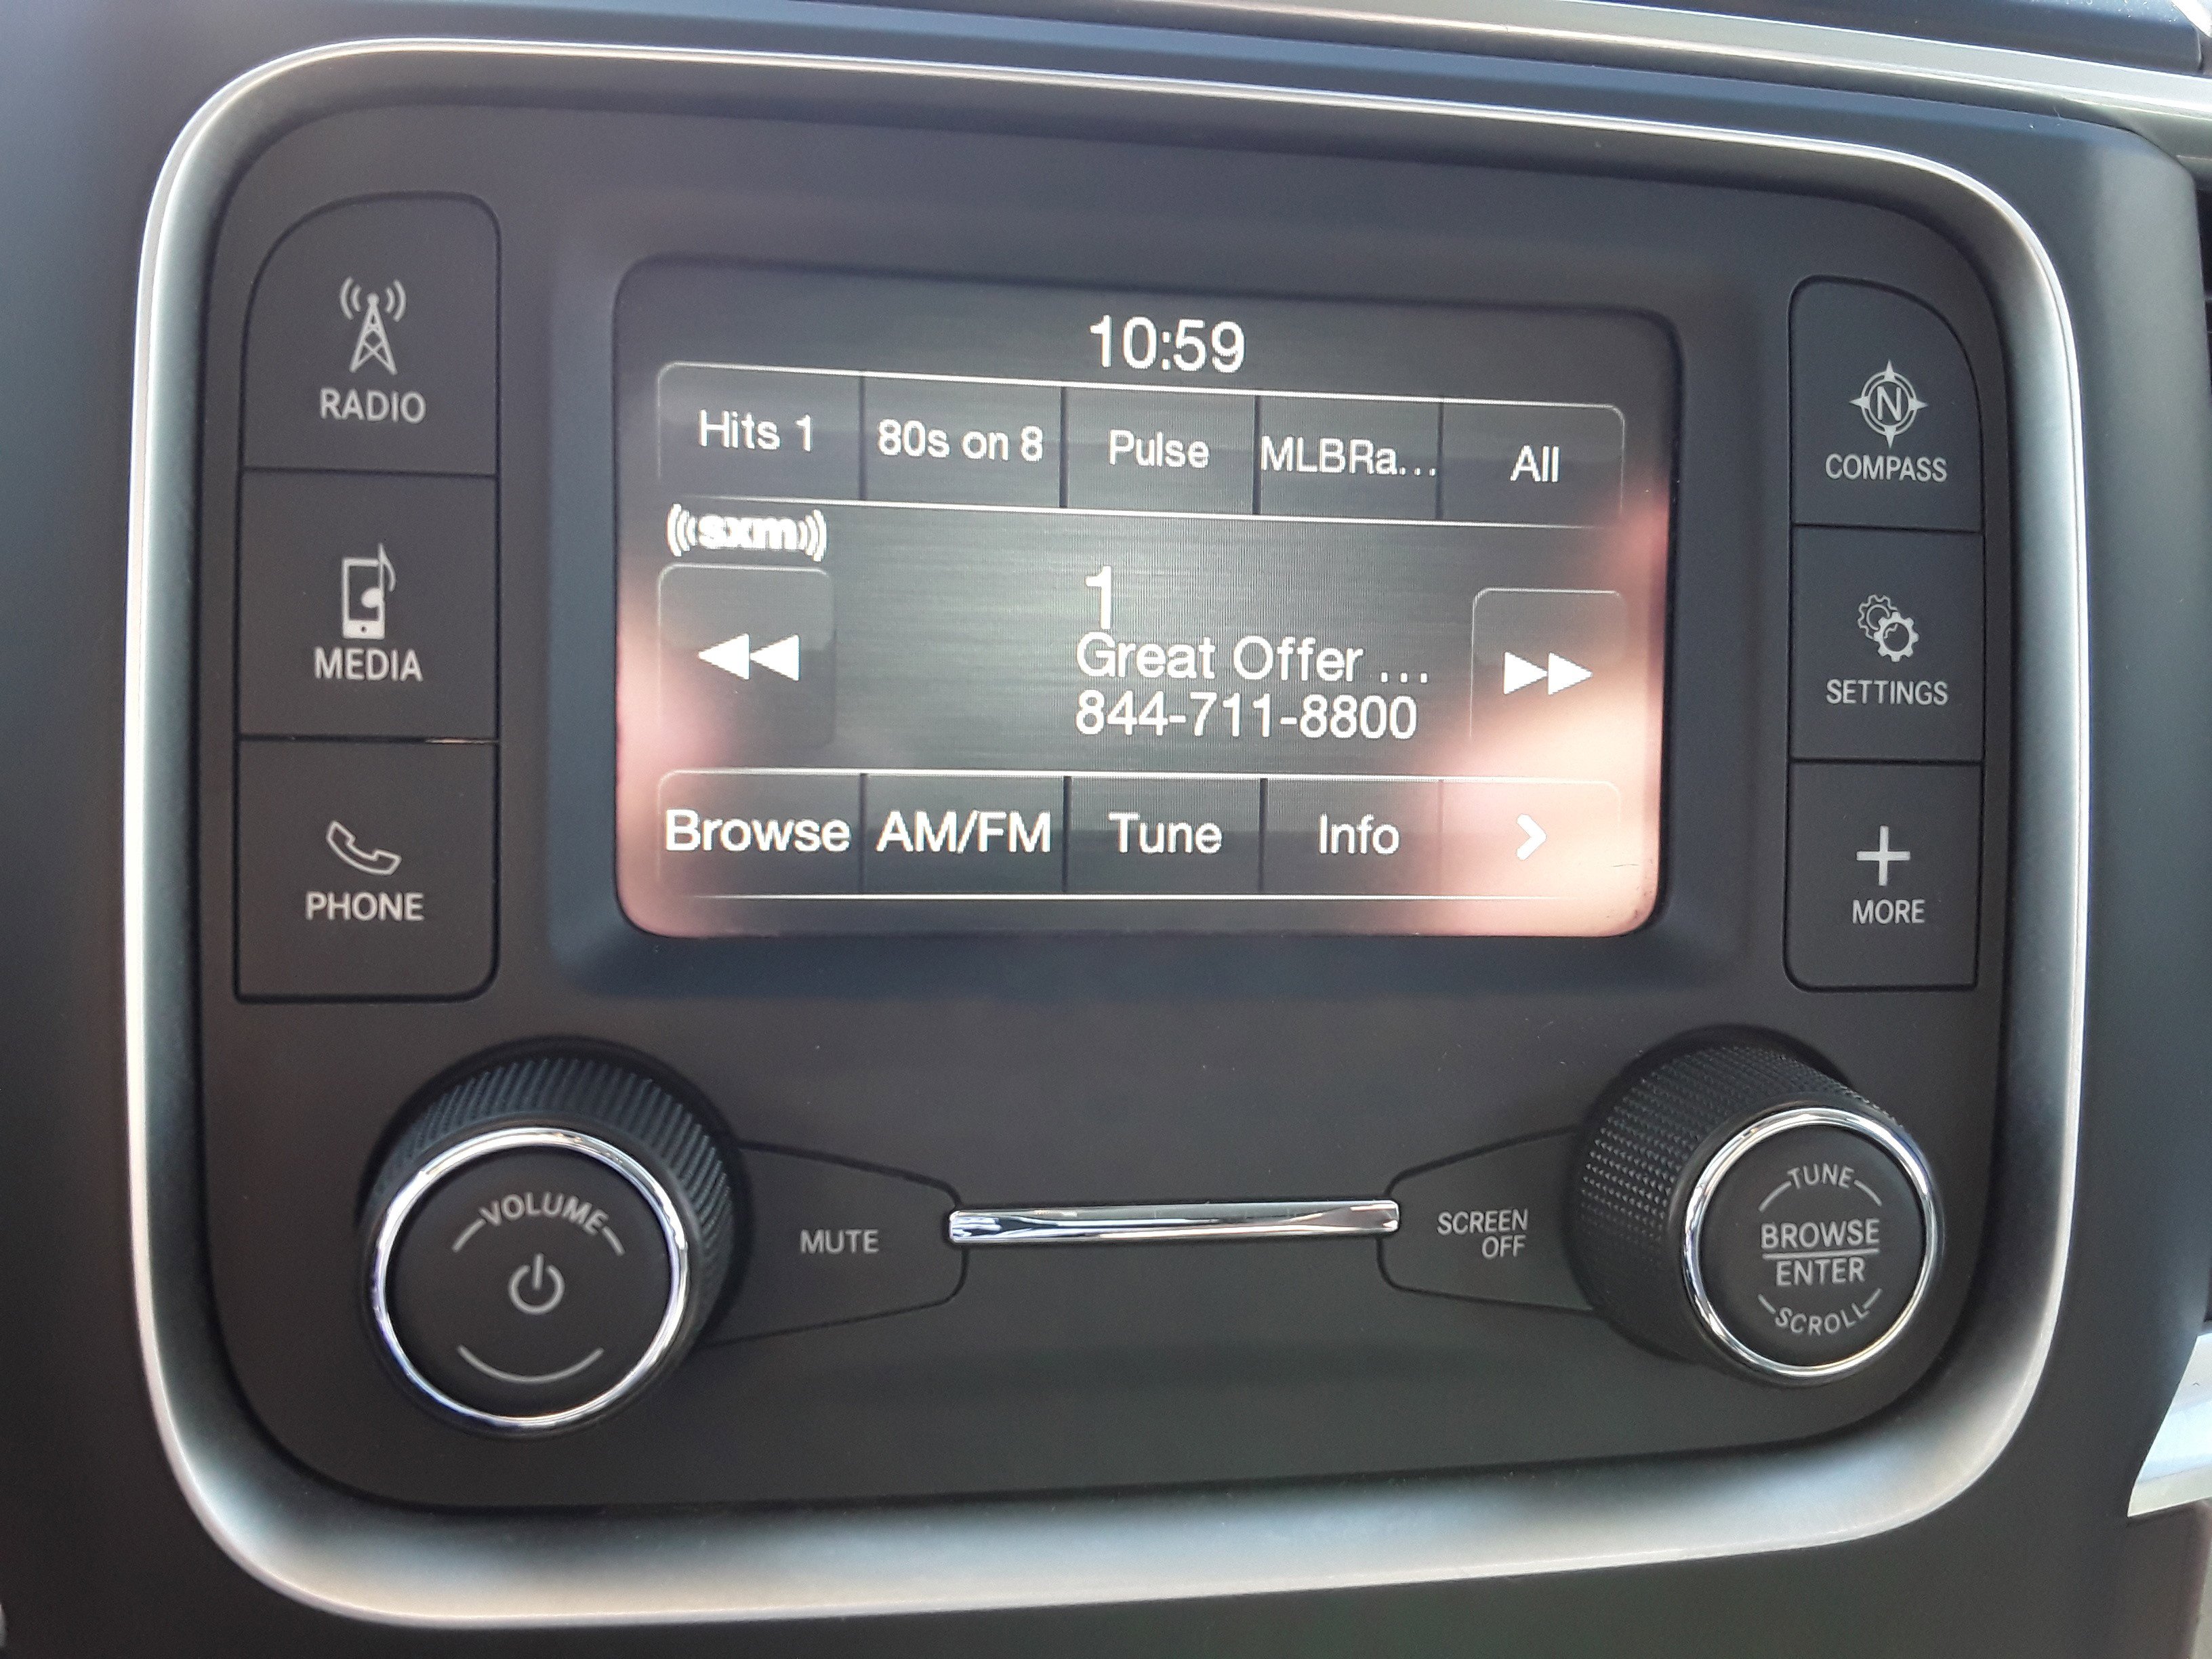 10:59
Hits 1
80s on 8
Pulse
MLBRa...
All
sxm
1
Great Offer ...
844-711-8800
Browse
AM/FM
Tune
Info
>
RADIO
MEDIA
PHONE
N
COMPASS
SETTINGS
MORE
VOLUME
MUTE
SCREEN
OFF
TUNE
BROWSE
ENTER
SCROLL